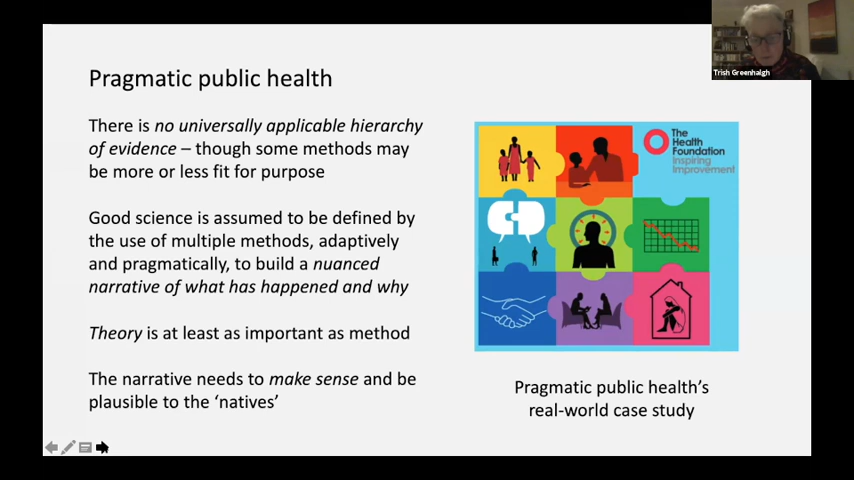 Trish Greenhalgh
Pragmatic public health
There is no universally applicable hierarchy
of evidence – though some methods may
be more or less fit for purpose
Good science is assumed to be defined by
the use of multiple methods, adaptively
and pragmatically, to build a nuanced
narrative of what has happened and why
Theory is at least as important as method
The narrative needs to make sense and be
plausible to the ‘natives’
The
Health
Foundation
Inspiring
Improvement
Pragmatic public health’s
real-world case study